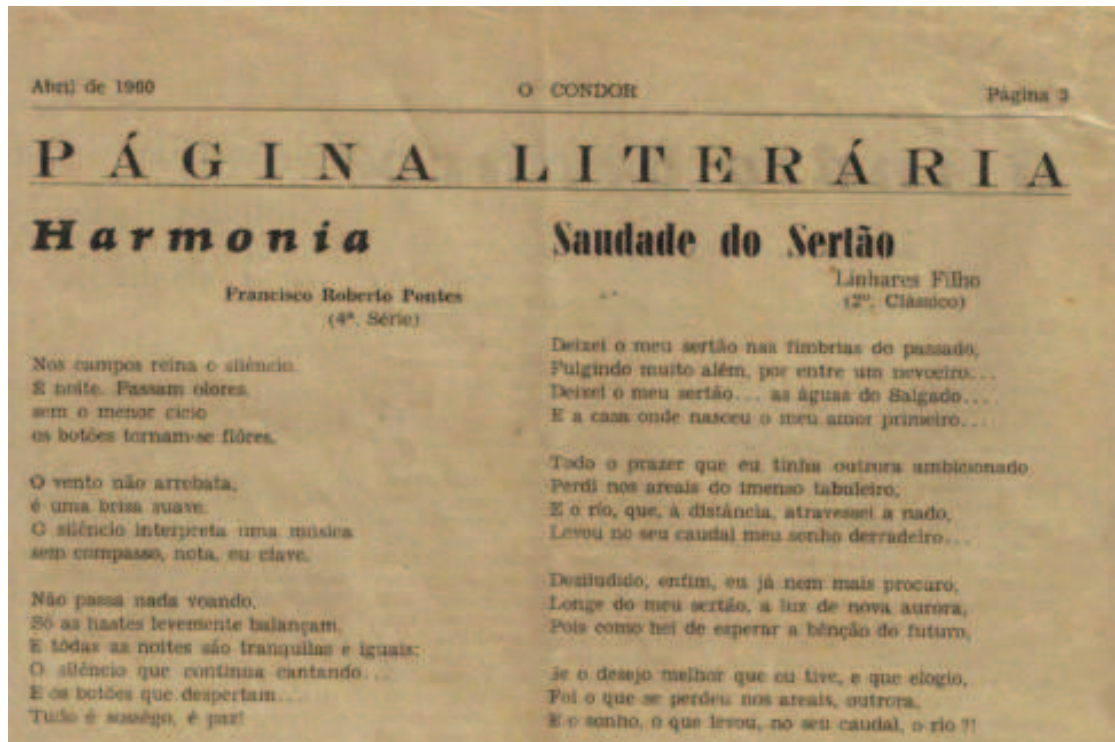 Abril de 1960
O CONDOR
Página 3
PÁGINA LITERÁRIA
Harmonia
Francisco Roberto Pontes
(4ª. Série)
Nos campos reina o silêncio.
É noite. Passam olores,
sem o menor cicio
os botões tornam-se flôres.
O vento não arrebata,
é uma brisa suave.
O silêncio interpreta uma música
sem compasso, nota, ou clave.
Não passa nada voando,
Só as hastes levemente balançam,
E tôdas as noites são tranquilas e iguais:
O silêncio que continua cantando...
E os botões que despertam...
Tudo é sossêgo, é paz!
Saudade do Sertão
Linhares Filho
(2º. Clássico)
Deixei o meu sertão nas fímbrias do passado,
Fulgindo muito além, por entre um nevoeiro...
Deixei o meu sertão... as águas do Salgado...
E a casa onde nasceu o meu amor primeiro...
Todo o prazer que eu tinha outrora ambicionado
Perdi nos areais do imenso tabuleiro,
E o rio, que, à distância, atravessei a nado,
Levou no seu caudal meu sonho derradeiro...
Desiludido, enfim, eu já nem mais procuro,
Longe do meu sertão, a luz de nova aurora,
Pois como hei de esperar a bênção do futuro,
Se o desejo melhor que eu tive, e que elogio,
Foi o que se perdeu nos areais, outrora,
E o sonho, o que levou, no seu caudal, o rio ?!